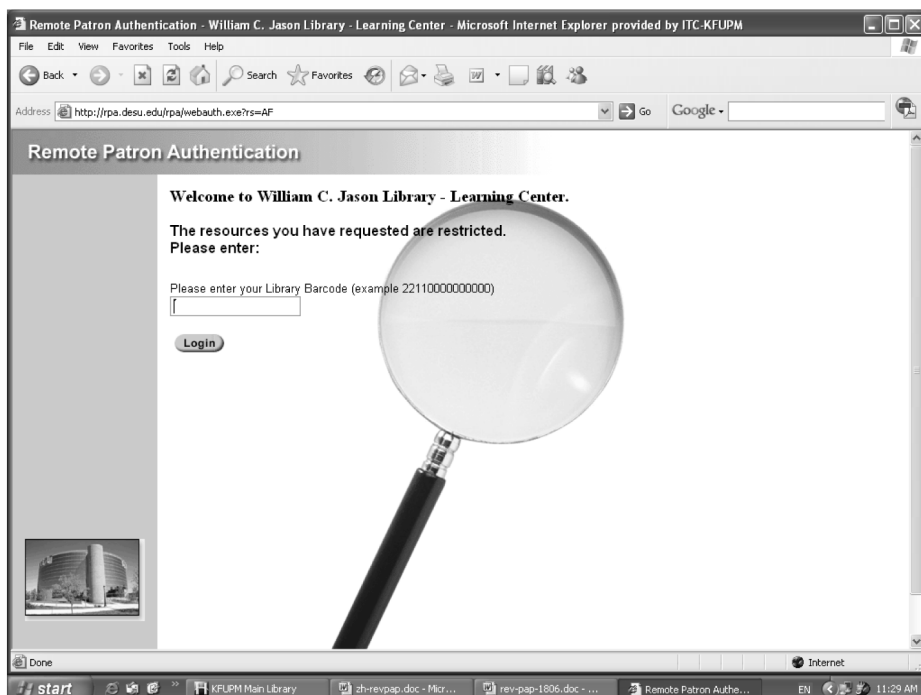 Remote Patron Authentication - William C. Jason Library - Learning Center - Microsoft Internet Explorer provided by ITC-KFUPM
File Edit View Favorites Tools Help
Back Search Favorites
Address http://rpa.desu.edu/rpa/webauth.exe?rs=AF Go Google
Remote Patron Authentication
Welcome to William C. Jason Library - Learning Center.
The resources you have requested are restricted.
Please enter:
Please enter your Library Barcode (example 22110000000000)
Login
Done Internet
start KFUPM Main Library zh-revpap.doc - Micr... rev-pap-1806.doc - ... Remote Patron Authe... EN 11:29 AM